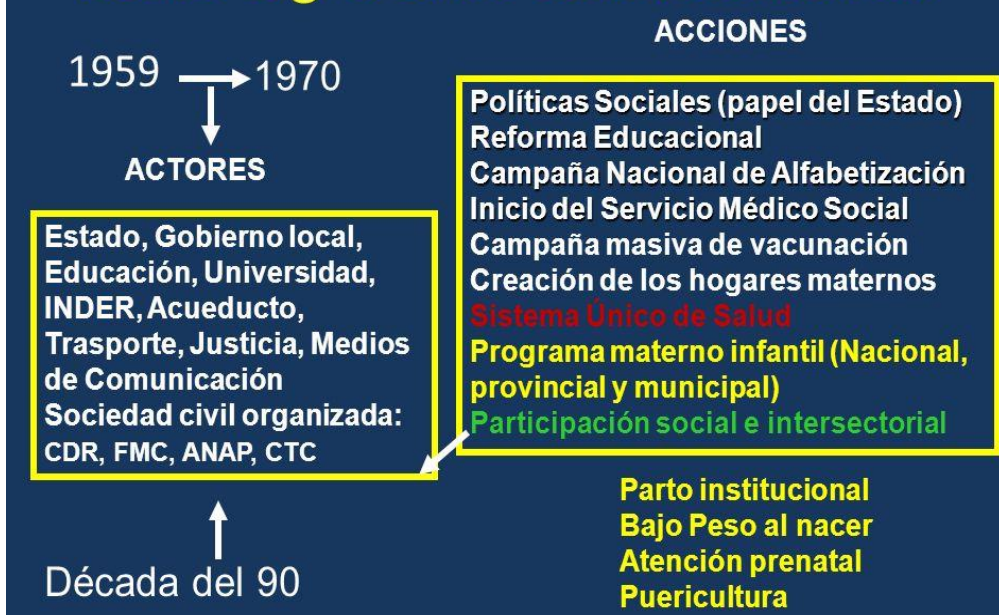 1959 → 1970
ACTORES
Estado, Gobierno local,
Educación, Universidad,
INDER, Acueducto,
Trasporte, Justicia, Medios
de Comunicación
Sociedad civil organizada:
CDR, FMC, ANAP, CTC
Década del 90
ACCIONES
Políticas Sociales (papel del Estado)
Reforma Educacional
Campaña Nacional de Alfabetización
Inicio del Servicio Médico Social
Campaña masiva de vacunación
Creación de los hogares maternos
Sistema Único de Salud
Programa materno infantil (Nacional,
provincial y municipal)
Participación social e intersectorial
Parto institucional
Bajo Peso al nacer
Atención prenatal
Puericultura